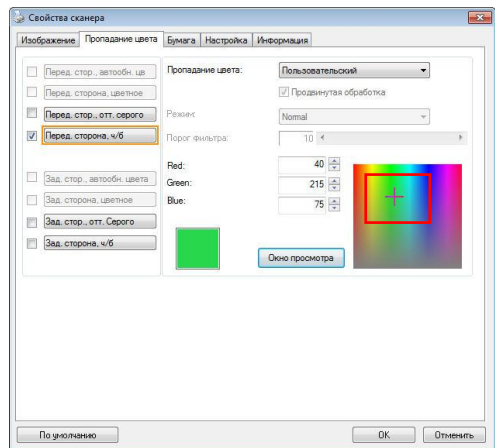 Свойства сканера
Изображение Пропадание цвета Бумага Настройка Информация
Перед. стор., автообн. цв
Перед. сторона, цветное
Перед. стор., отт. серого
Перед. сторона, ч/б
Зад. стор., автообн. цвета
Зад. сторона, цветное
Зад. стор., отт. Серого
Зад. сторона, ч/б
Пропадание цвета: Пользовательский
Продвинутая обработка
Режим: Normal
Порог фильтра: 10
Red: 40
Green: 215
Blue: 75
Окно просмотра
По умолчанию OK Отменить